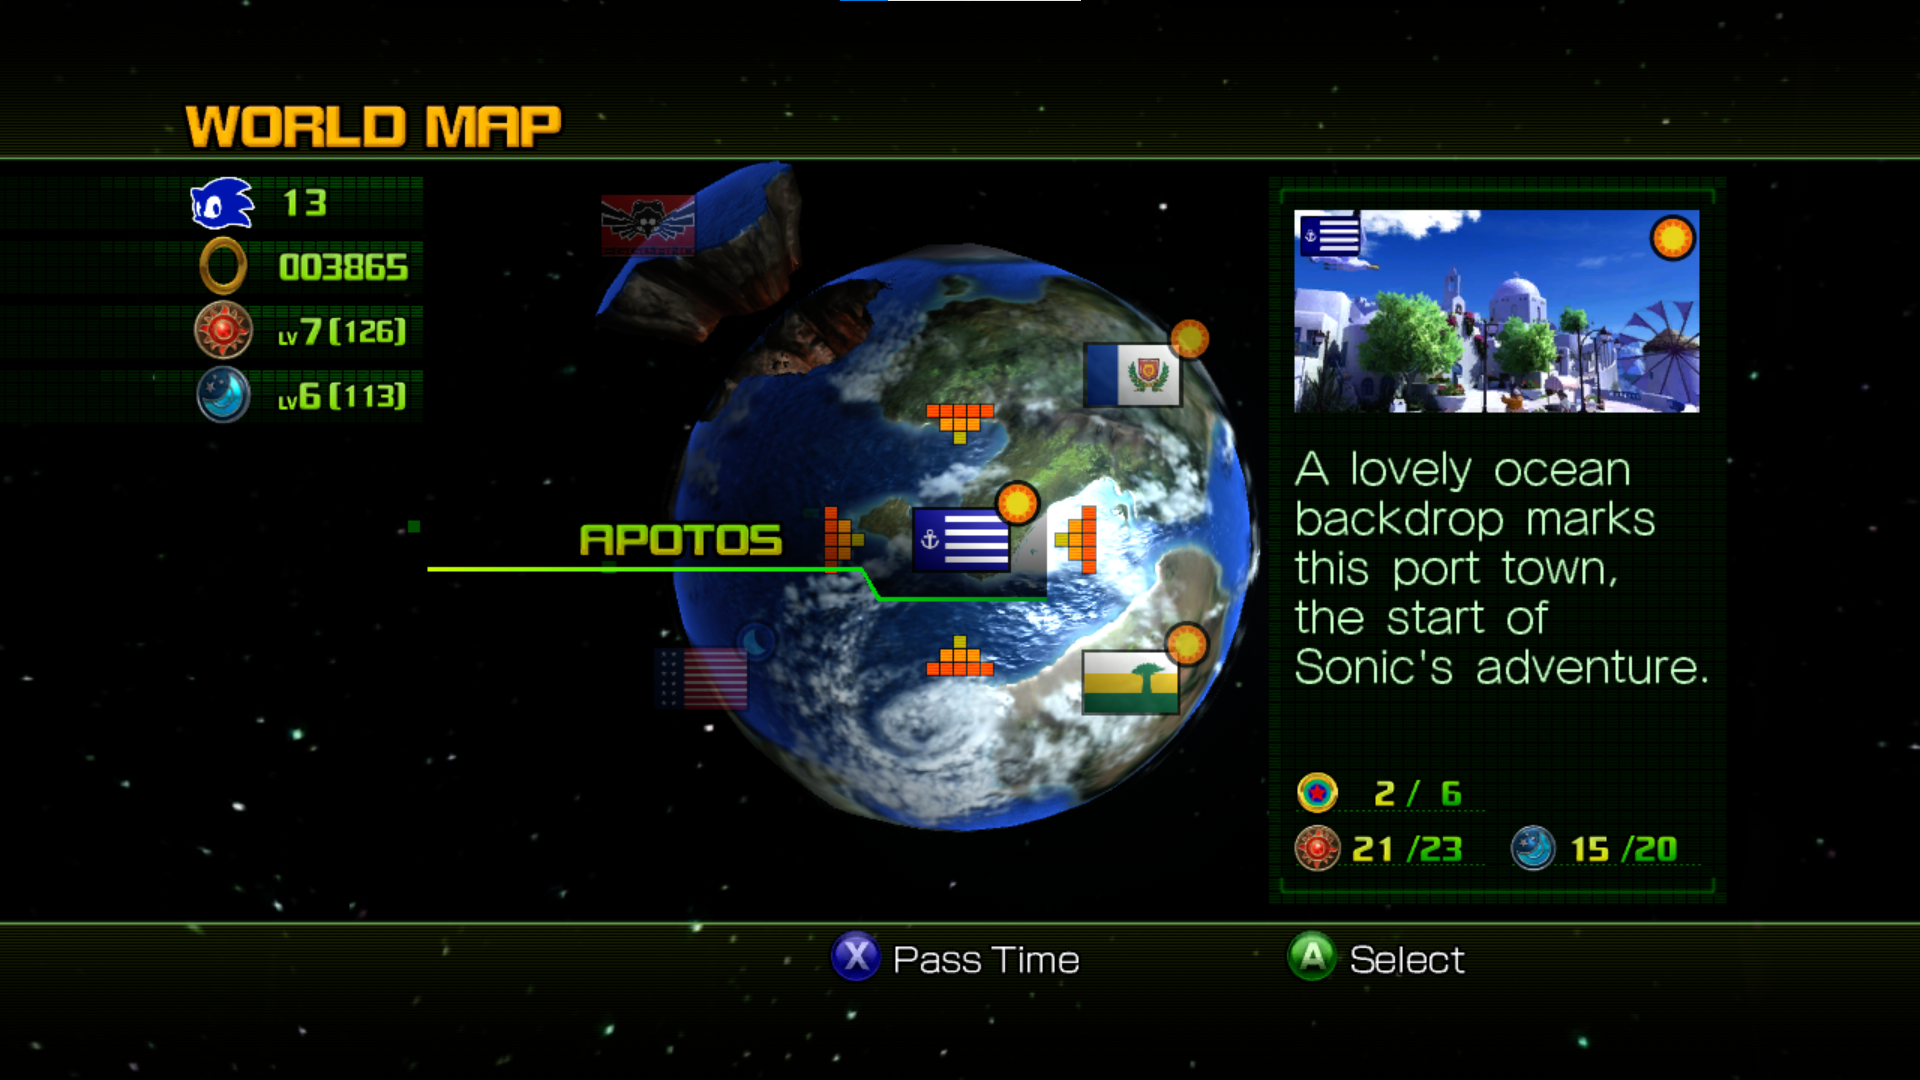 WORLD MAP
13
003865
LV7(126)
LV6(113)
APOTOS
A lovely ocean
backdrop marks
this port town,
the start of
Sonic's adventure.
2/ 6
21/23
15/20
X Pass Time
A Select